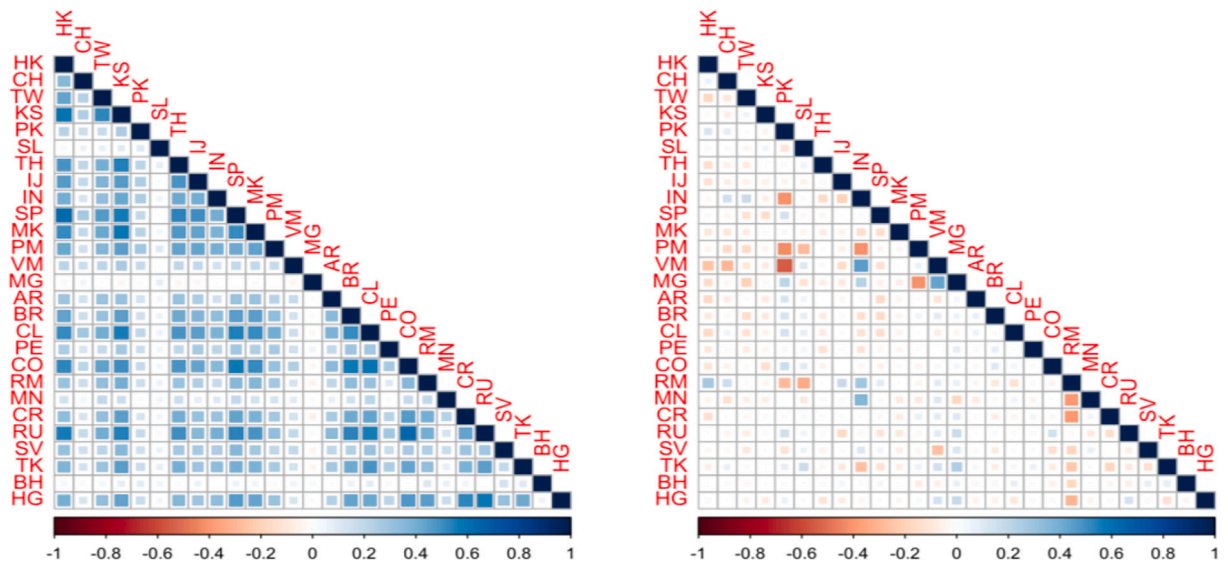 HK
CH
TW
KS
PK
SL
TH
IJ
IN
SP
MK
PM
VM
MG
AR
BR
CL
PE
CO
RM
MN
CR
RU
SV
TK
BH
HG
HK
CH
TW
KS
PK
SL
TH
IJ
IN
SP
MK
PM
VM
MG
AR
BR
CL
PE
CO
RM
MN
CR
RU
SV
TK
BH
HG
-1 -0.8 -0.6 -0.4 -0.2 0 0.2 0.4 0.6 0.8 1
HK
CH
TW
KS
PK
SL
TH
IJ
IN
SP
MK
PM
VM
MG
AR
BR
CL
PE
CO
RM
MN
CR
RU
SV
TK
BH
HG
HK
CH
TW
KS
PK
SL
TH
IJ
IN
SP
MK
PM
VM
MG
AR
BR
CL
PE
CO
RM
MN
CR
RU
SV
TK
BH
HG
-1 -0.8 -0.6 -0.4 -0.2 0 0.2 0.4 0.6 0.8 1